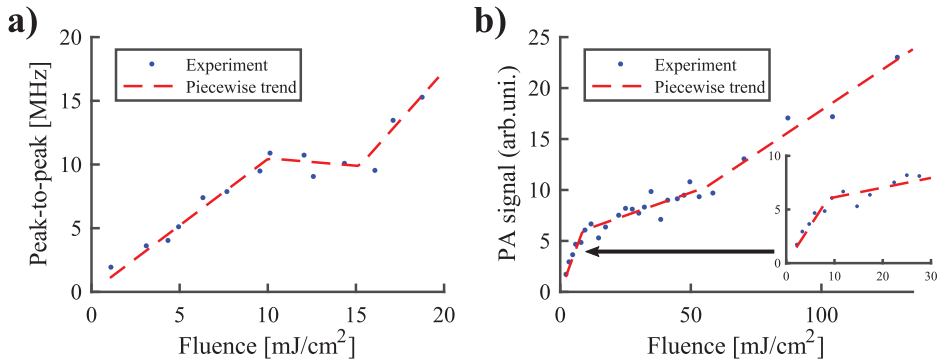 a)
20
15
10
5
0
Peak-to-peak [MHz]
Experiment
Piecewise trend
0 5 10 15 20
Fluence [mJ/cm²]
b)
25
20
15
10
5
0
PA signal (arb.uni.)
Experiment
Piecewise trend
10
5
0
0 10 20 30
0 50 100
Fluence [mJ/cm²]